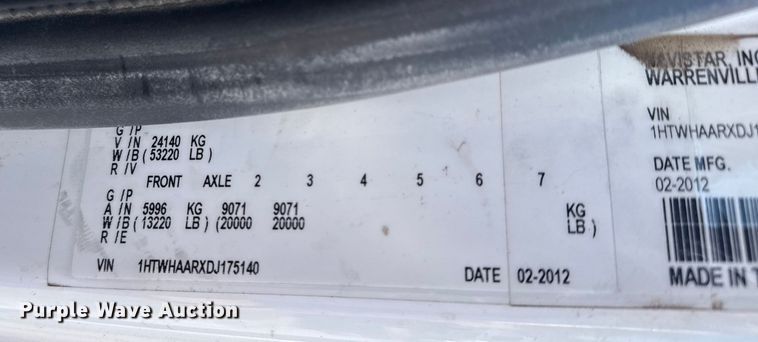 G /P
V / N 24140 KG
W /B ( 53220 LB )
R / V
FRONT AXLE 2 3 4 5 6 7
G /P
A / N 5996 KG 9071 9071 KG
W/B ( 13220 LB ) (20000 20000 LB )
R /E
VIN 1HTWHAARXDJ175140 DATE 02-2012
NAVISTAR, INC
WARRENVILLE
VIN
1HTWHAARXDJ1
DATE MFG.
02-2012
MADE IN T
Purple Wave Auction